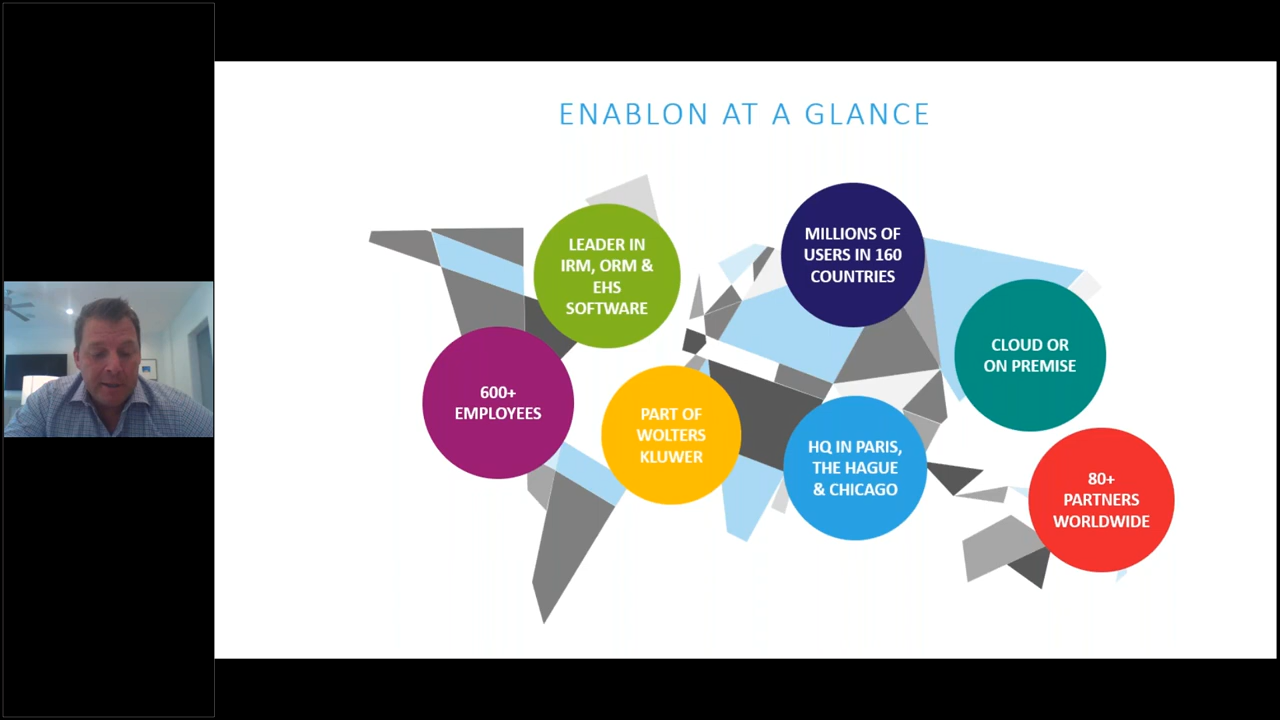 ENABLON AT A GLANCE
LEADER IN
IRM, ORM &
EHS
SOFTWARE
MILLIONS OF
USERS IN 160
COUNTRIES
CLOUD OR
ON PREMISE
600+
EMPLOYEES
PART OF
WOLTERS
KLUWER
HQ IN PARIS,
THE HAGUE
& CHICAGO
80+
PARTNERS
WORLDWIDE